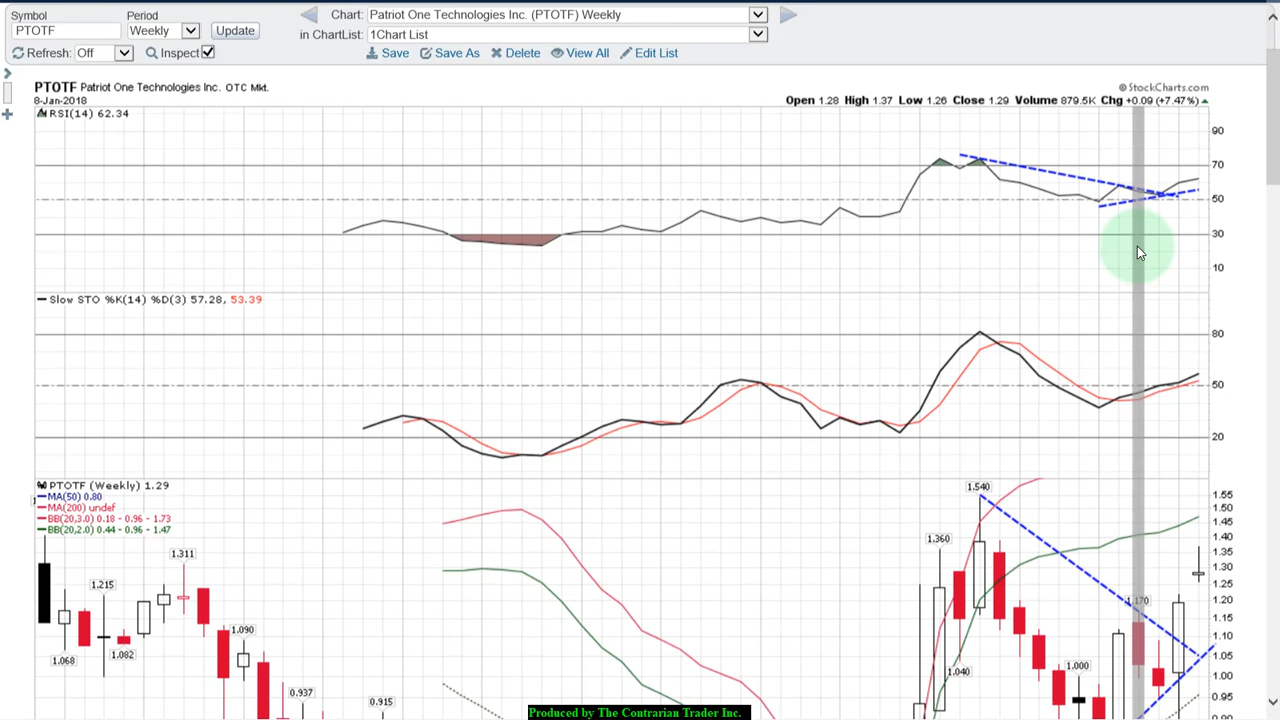 Symbol Period Chart: Patriot One Technologies Inc. (PTOTF) Weekly
PTOTF Weekly Update in ChartList: 1Chart List
Refresh: Off Inspect Save Save As Delete View All Edit List
PTOTF Patriot One Technologies Inc. OTC Mkt. ©StockCharts.com
8-Jan-2018 Open 1.28 High 1.37 Low 1.26 Close 1.29 Volume 879.5K Chg +0.09 (+7.47%)
RSI(14) 62.34
90
70
50
30
10
Slow STO %K(14) %D(3) 57.28, 53.39
80
50
20
PTOTF (Weekly) 1.29
MA(50) 0.80
MA(200) undef
BB(20,3.0) 0.18 - 0.96 - 1.73
BB(20,2.0) 0.44 - 0.96 - 1.47
1.540
1.55
1.50
1.45
1.40
1.311 1.360
1.35
1.30
1.215
1.25
1.170
1.20
1.15
1.090
1.10
1.068 1.082
1.05
1.040 1.000
1.00
0.937 0.915
0.95
0.90
Produced by The Contrarian Trader Inc.